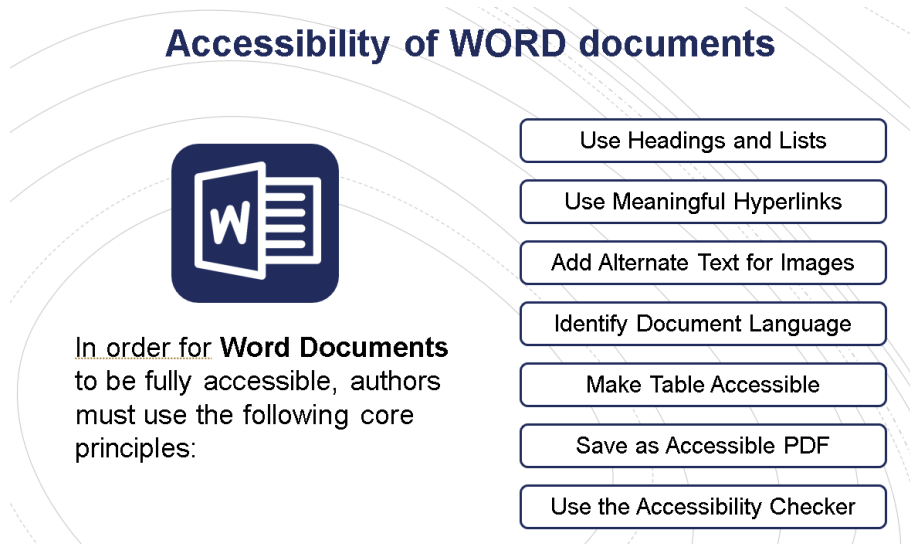 Accessibility of WORD documents
W
In order for Word Documents
to be fully accessible, authors
must use the following core
principles:
Use Headings and Lists
Use Meaningful Hyperlinks
Add Alternate Text for Images
Identify Document Language
Make Table Accessible
Save as Accessible PDF
Use the Accessibility Checker